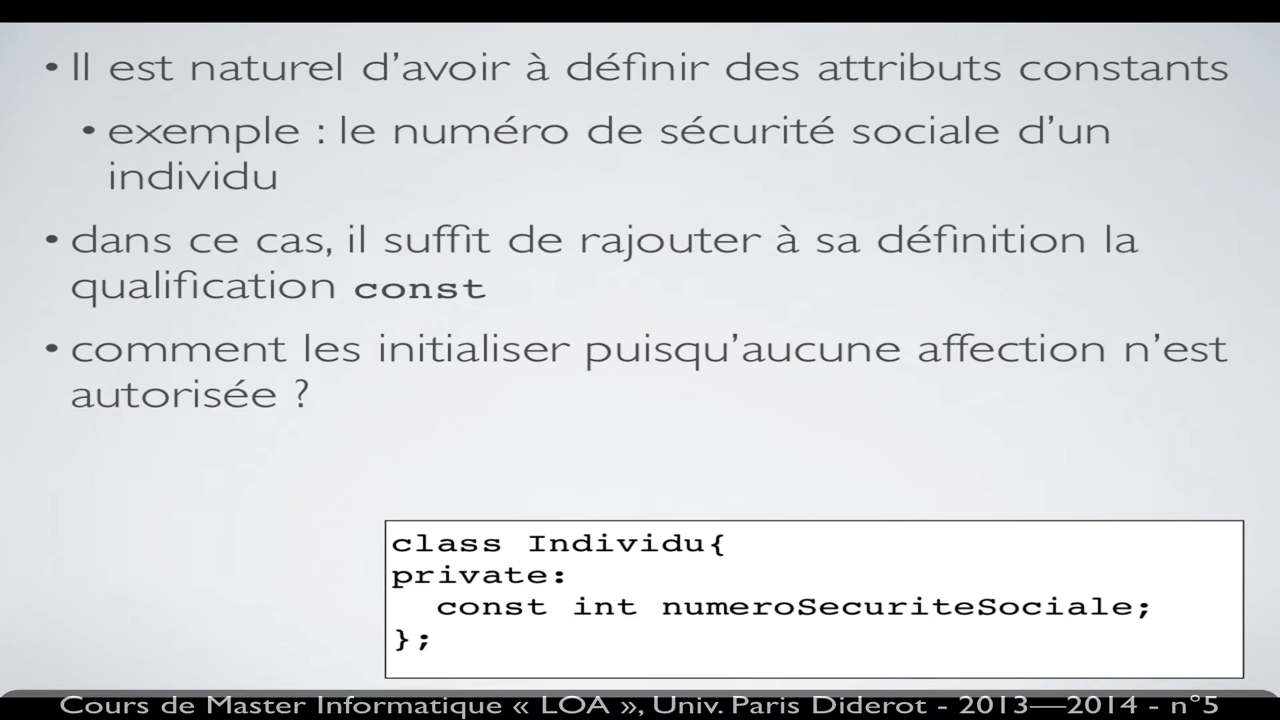 • Il est naturel d'avoir à définir des attributs constants
• exemple : le numéro de sécurité sociale d'un
individu
• dans ce cas, il suffit de rajouter à sa définition la
qualification const
• comment les initialiser puisqu'aucune affection n'est
autorisée ?
class Individu{
private:
  const int numeroSecuriteSociale;
};
Cours de Master Informatique « LOA », Univ. Paris Diderot - 2013—2014 - n°5